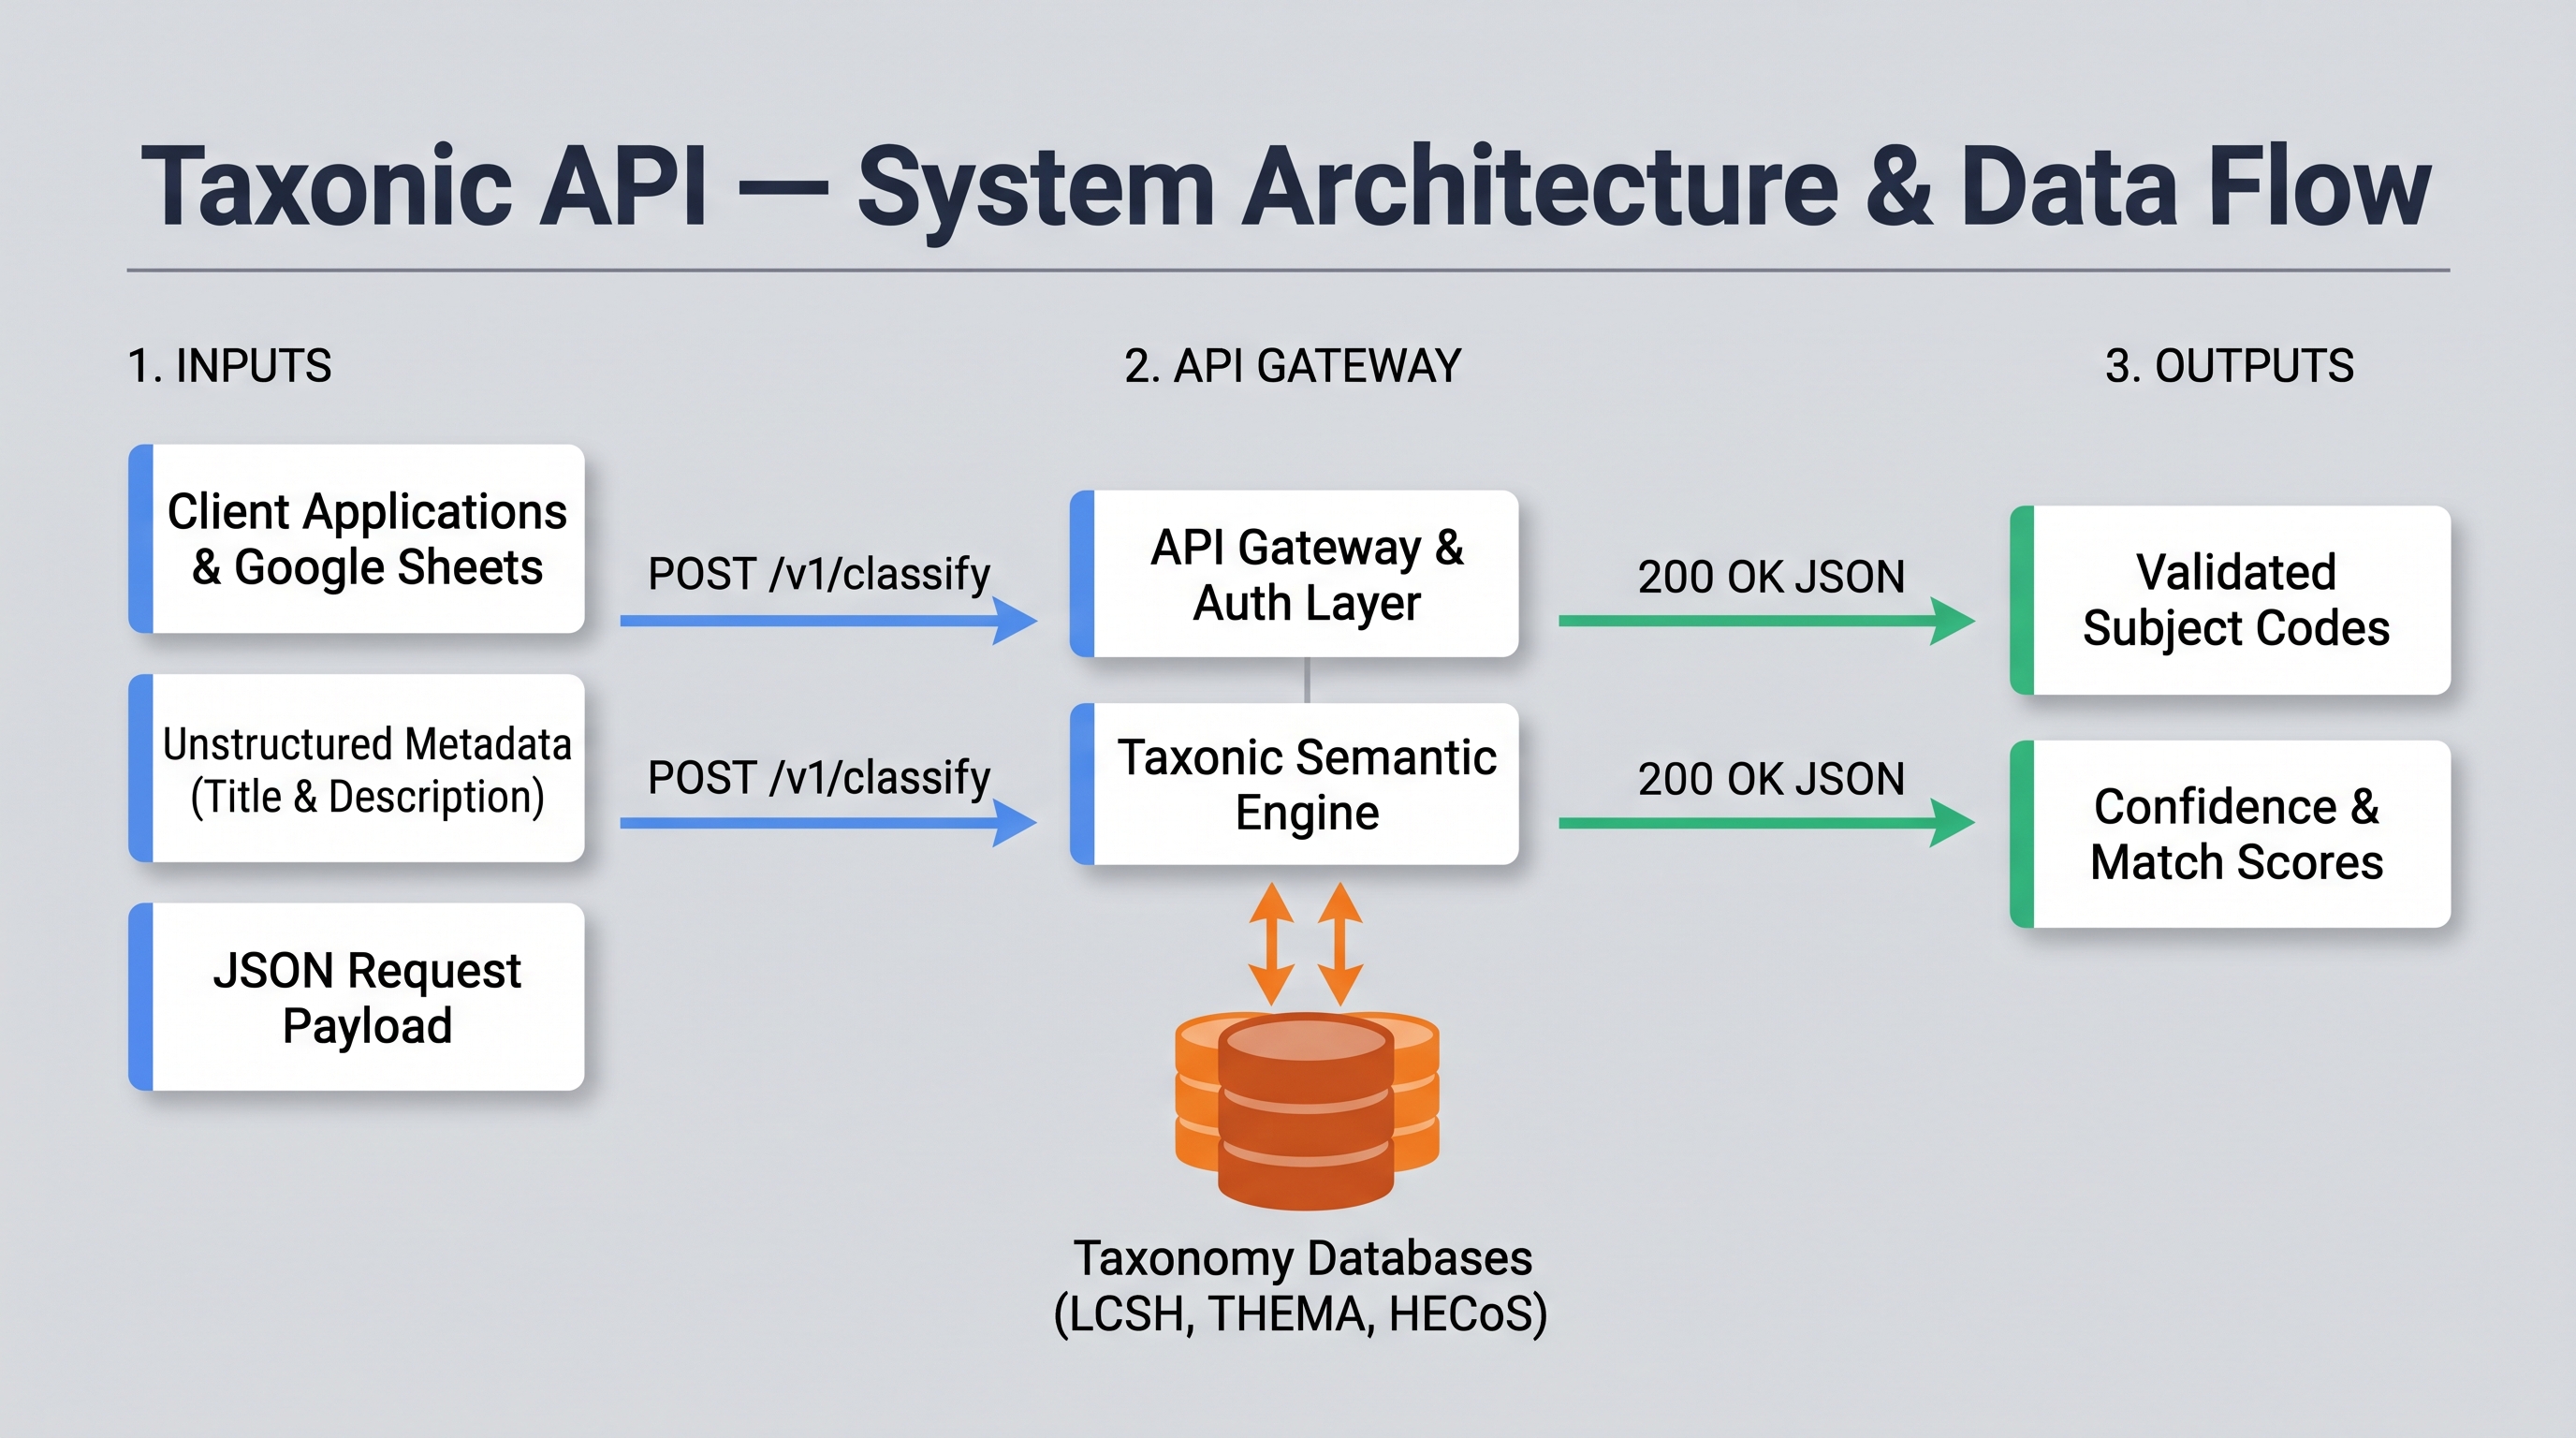 Taxonic API — System Architecture & Data Flow
1. INPUTS
Client Applications
& Google Sheets
Unstructured Metadata
(Title & Description)
JSON Request
Payload
POST /v1/classify
POST /v1/classify
2. API GATEWAY
API Gateway &
Auth Layer
Taxonic Semantic
Engine
Taxonomy Databases
(LCSH, THEMA, HECoS)
200 OK JSON
200 OK JSON
3. OUTPUTS
Validated
Subject Codes
Confidence &
Match Scores